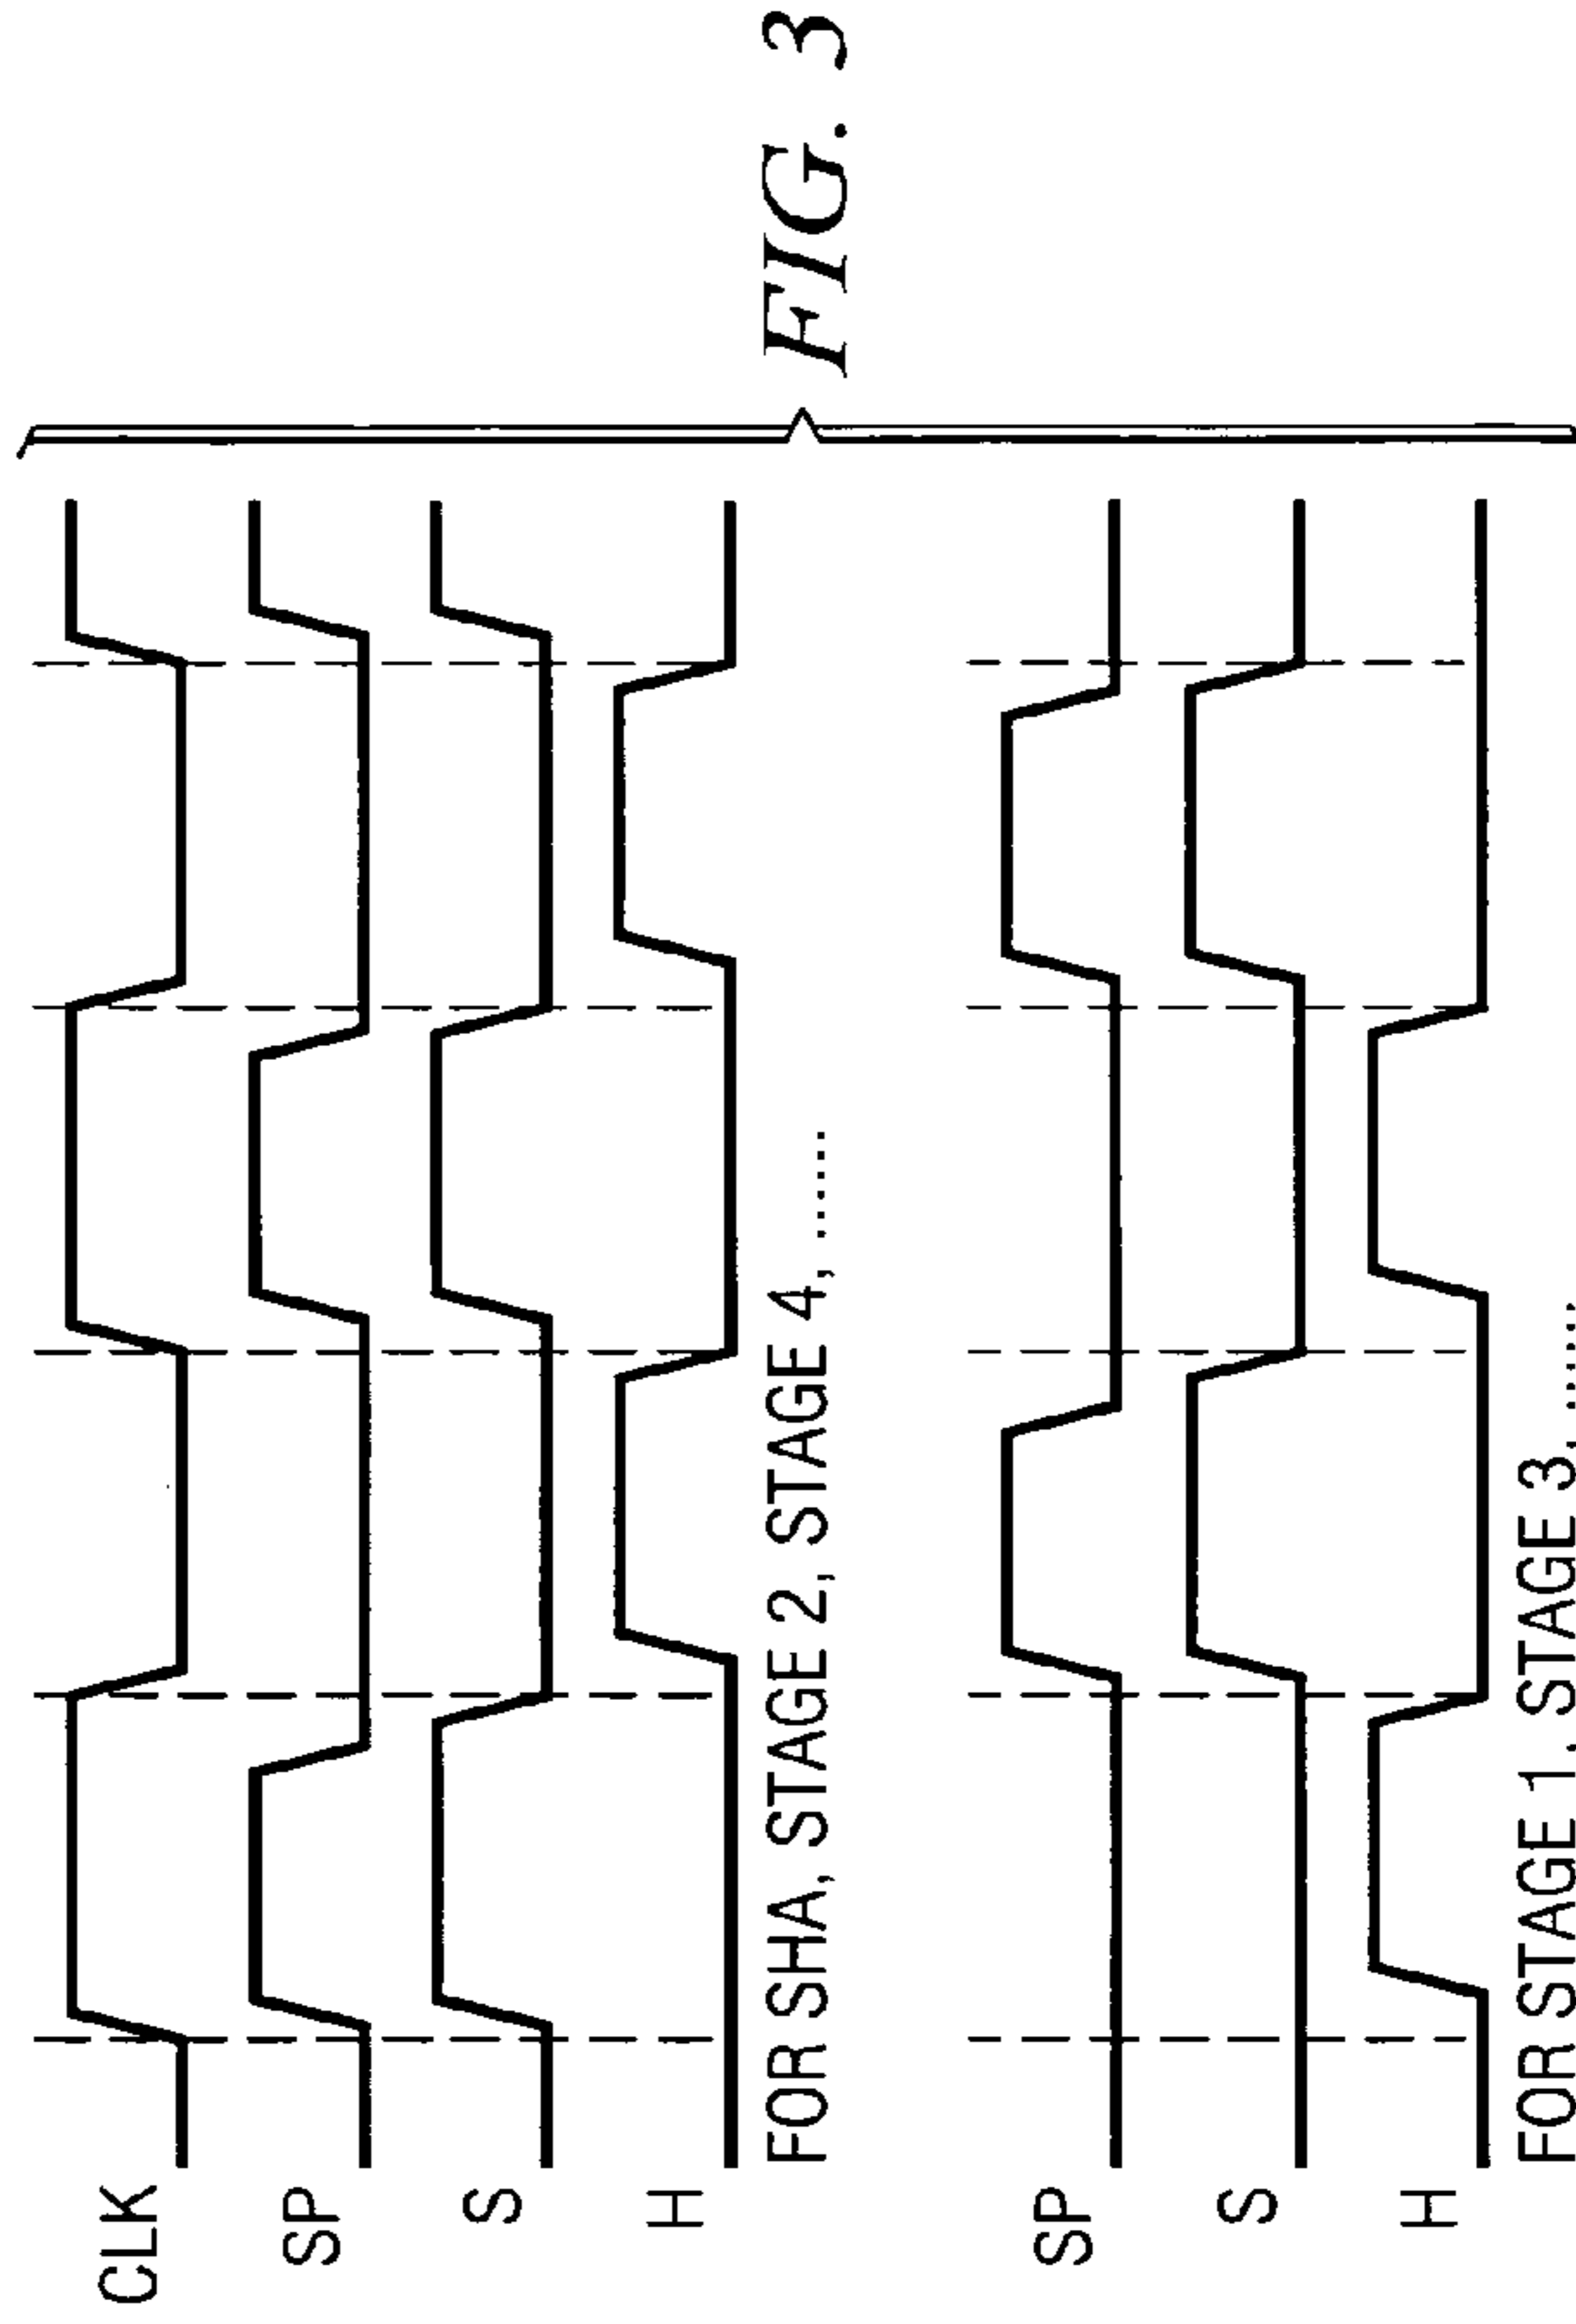 CLK
SP
S
H
FOR SHA, STAGE 2, STAGE 4, ......
SP
S
H
FOR STAGE 1, STAGE 3, ......
FIG. 3